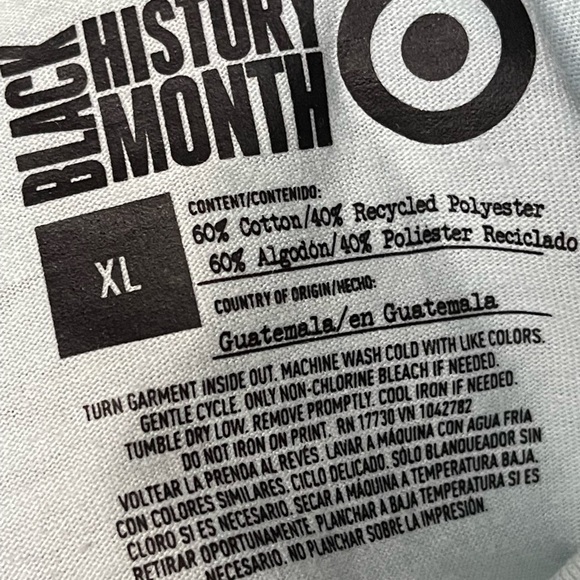 BLACK
HISTORY
MONTH
XL
CONTENT/CONTENIDO:
60% Cotton/40% Recycled Polyester
60% Algodón/40% Poliester Reciclado
COUNTRY OF ORIGIN/HECHO:
Guatemala/en Guatemala
TURN GARMENT INSIDE OUT. MACHINE WASH COLD WITH LIKE COLORS.
GENTLE CYCLE. ONLY NON-CHLORINE BLEACH IF NEEDED.
TUMBLE DRY LOW. REMOVE PROMPTLY. COOL IRON IF NEEDED.
DO NOT IRON ON PRINT. RN 17730 VN 1042782
VOLTEAR LA PRENDA AL REVÉS. LAVAR A MÁQUINA CON AGUA FRIA
CON COLORES SIMILARES. CICLO DELICADO. SÓLO BLANQUEADOR SIN
CLORO SI ES NECESARIO. SECAR A MÁQUINA A TEMPERATURA BAJA.
RETIRAR OPORTUNAMENTE. PLANCHAR A BAJA TEMPERATURA SI ES
NECESARIO. NO PLANCHAR SOBRE LA IMPRESIÓN.